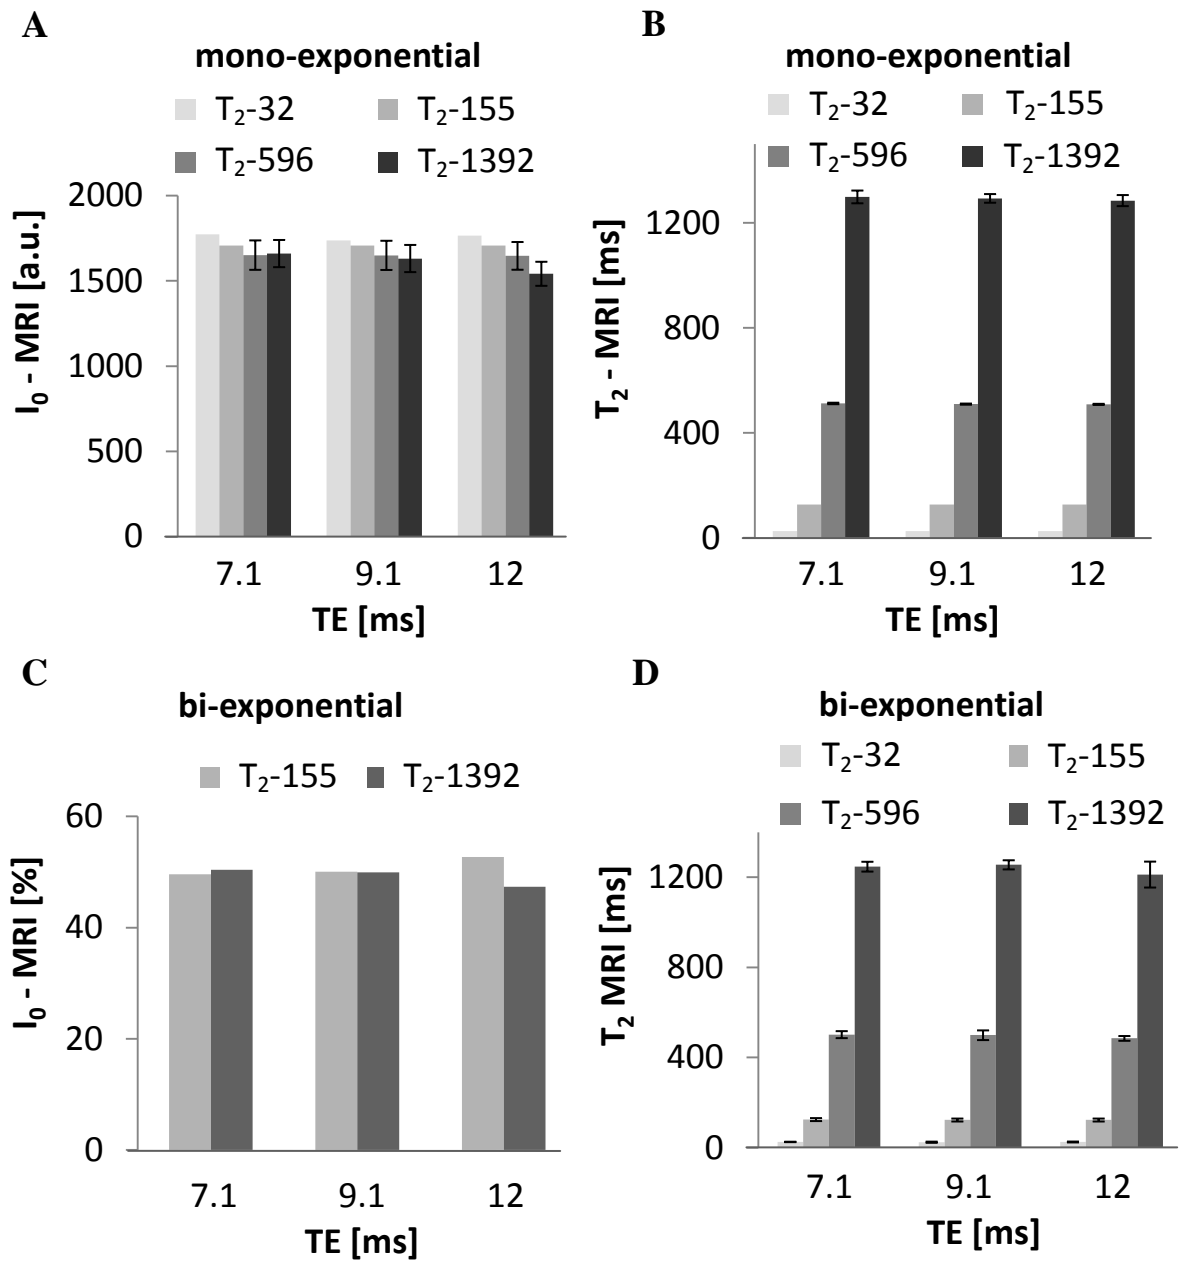 A
mono-exponential
T2-32 T2-155
T2-596 T2-1392
I0 - MRI [a.u.]
2000
1500
1000
500
0
7.1 9.1 12
TE [ms]
B
mono-exponential
T2-32 T2-155
T2-596 T2-1392
T2 - MRI [ms]
1200
800
400
0
7.1 9.1 12
TE [ms]
C
bi-exponential
T2-155 T2-1392
I0 - MRI [%]
60
40
20
0
7.1 9.1 12
TE [ms]
D
bi-exponential
T2-32 T2-155
T2-596 T2-1392
T2 MRI [ms]
1200
800
400
0
7.1 9.1 12
TE [ms]